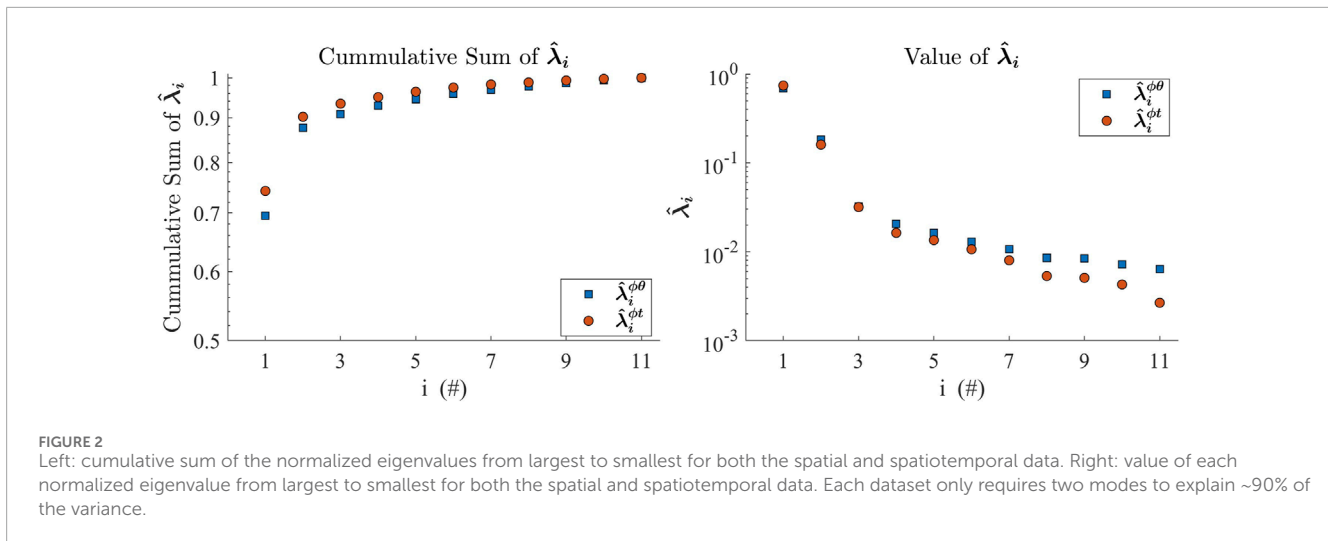 Cummulative Sum of λ̂ᵢ
Cummulative Sum of λ̂ᵢ
1
0.9
0.8
0.7
0.6
0.5
λ̂ᵢ^ϕθ
λ̂ᵢ^ϕt
1 3 5 7 9 11
i (#)
Value of λ̂ᵢ
λ̂ᵢ
10⁰
10⁻¹
10⁻²
10⁻³
λ̂ᵢ^ϕθ
λ̂ᵢ^ϕt
1 3 5 7 9 11
i (#)
FIGURE 2
Left: cumulative sum of the normalized eigenvalues from largest to smallest for both the spatial and spatiotemporal data. Right: value of each
normalized eigenvalue from largest to smallest for both the spatial and spatiotemporal data. Each dataset only requires two modes to explain ~90% of
the variance.